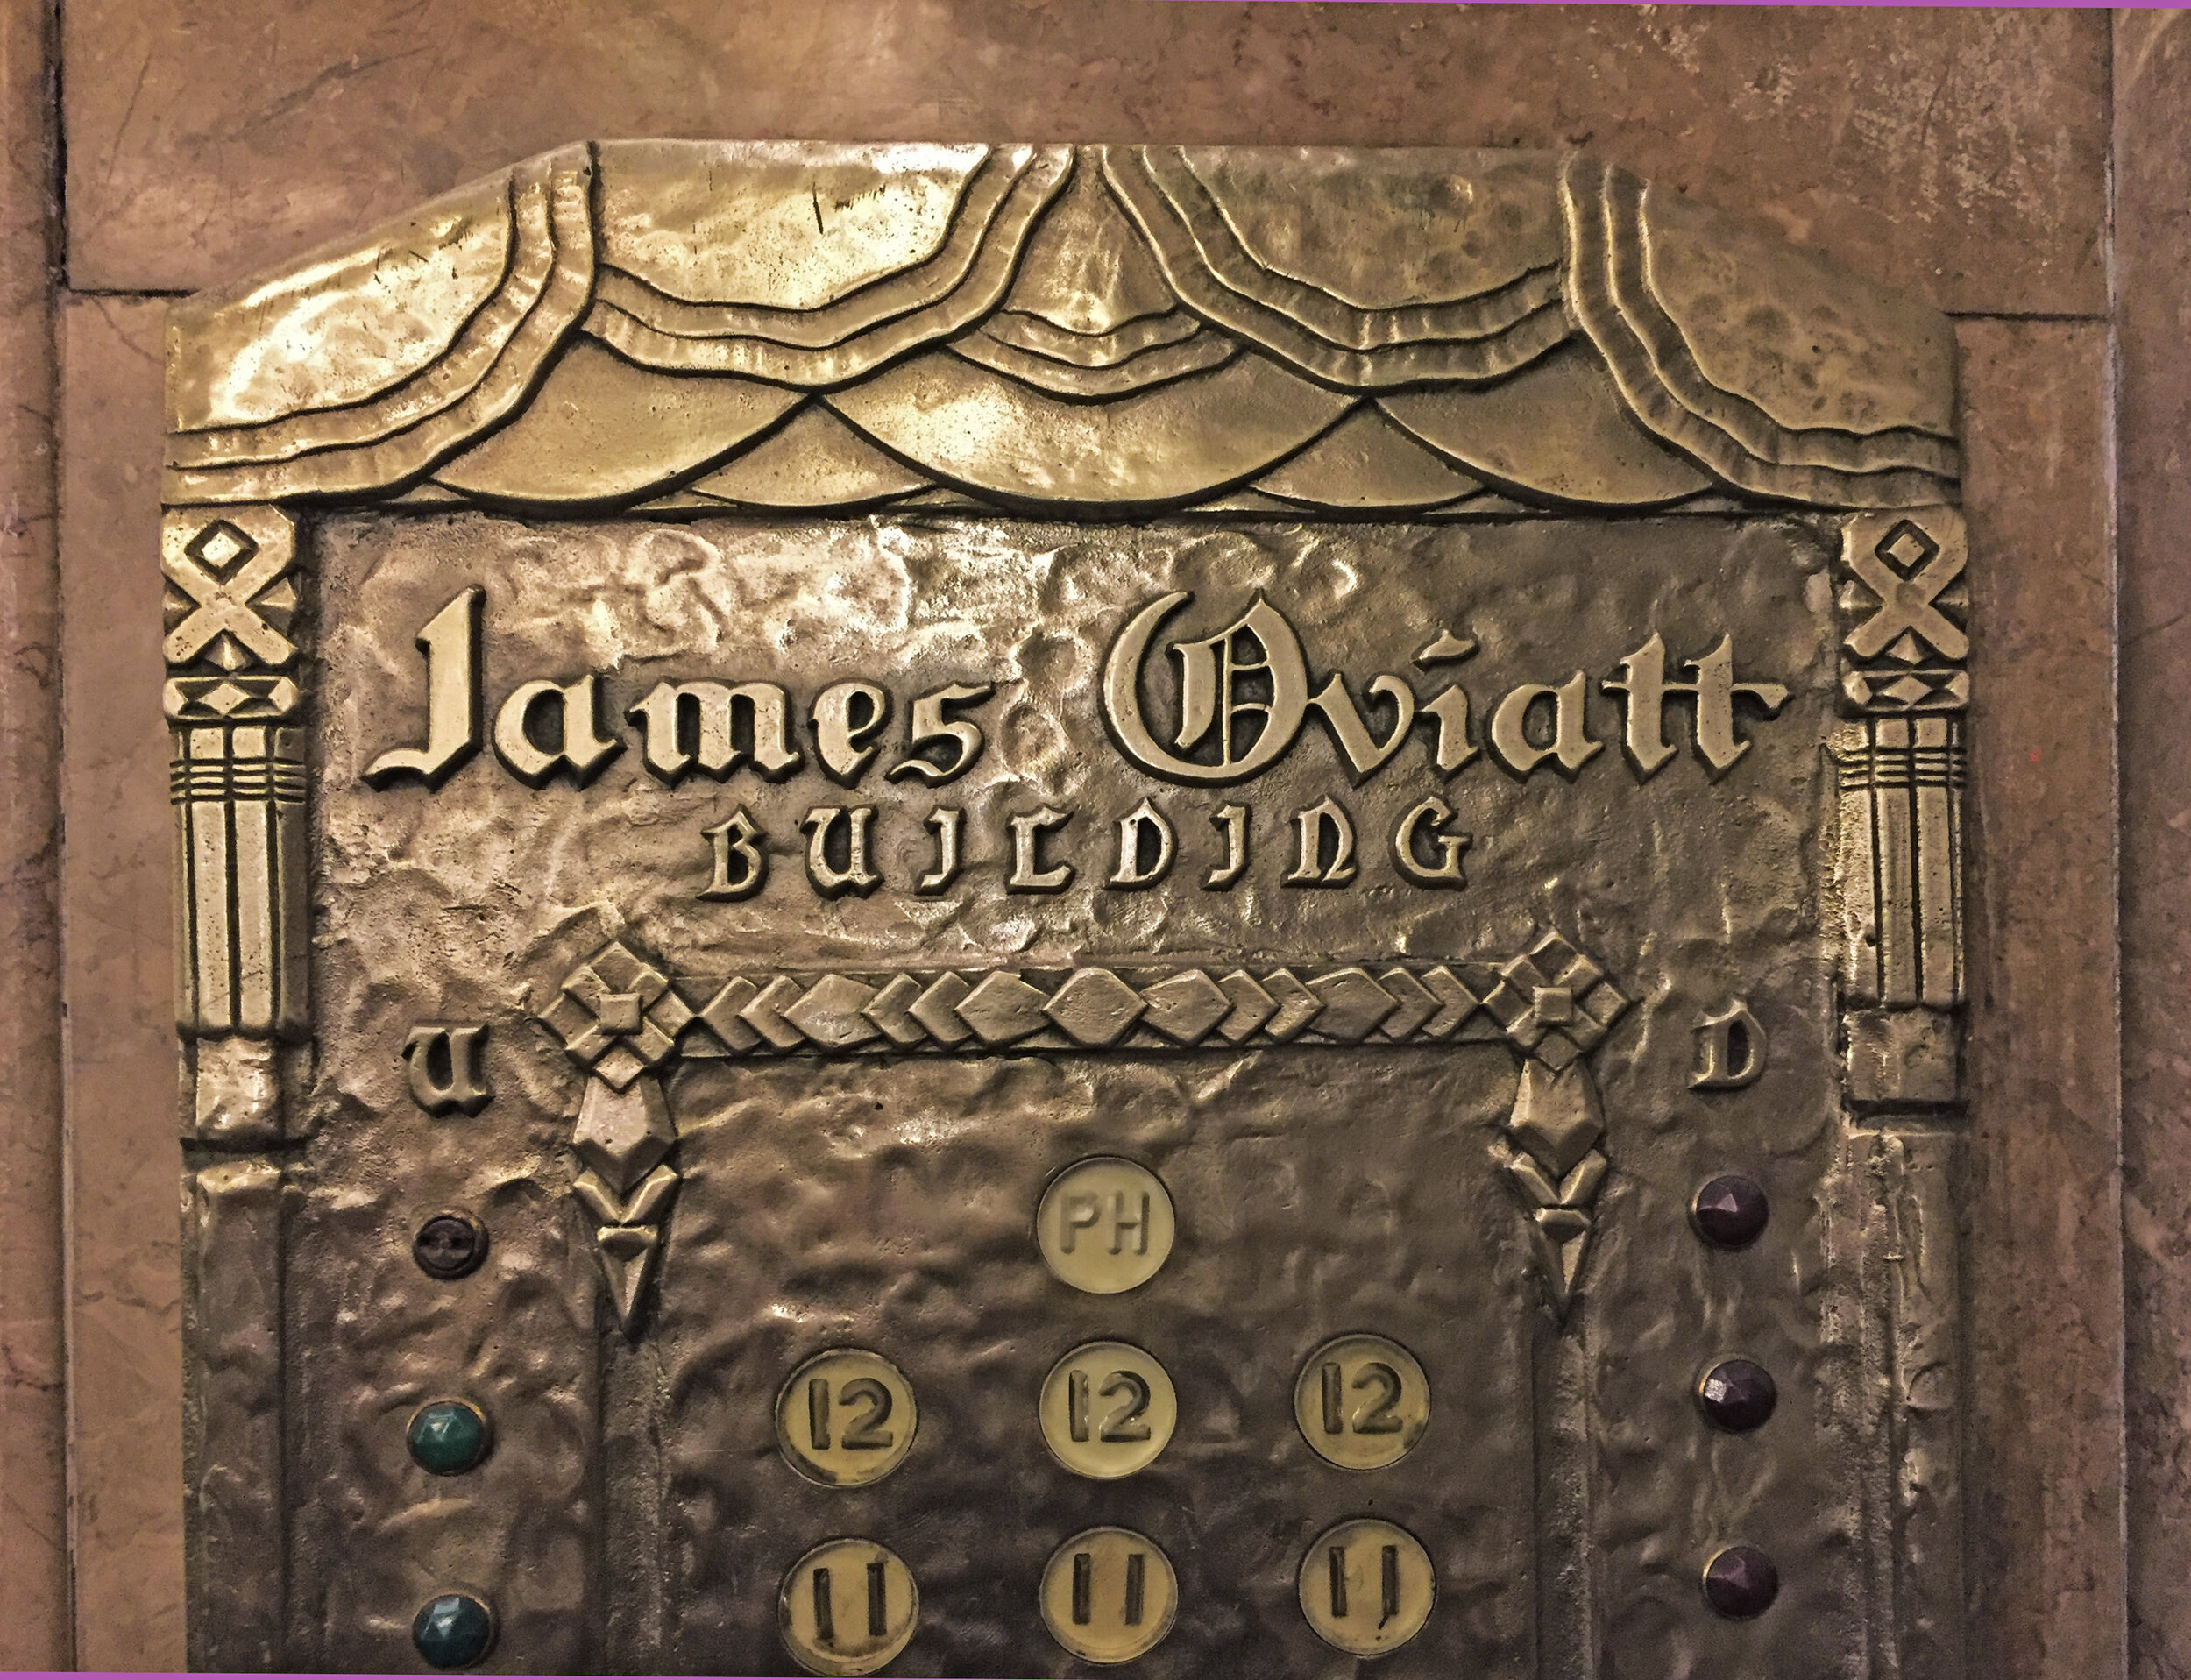 James Oviatt
BUILDING
U D
PH
12 12 12
11 11 11